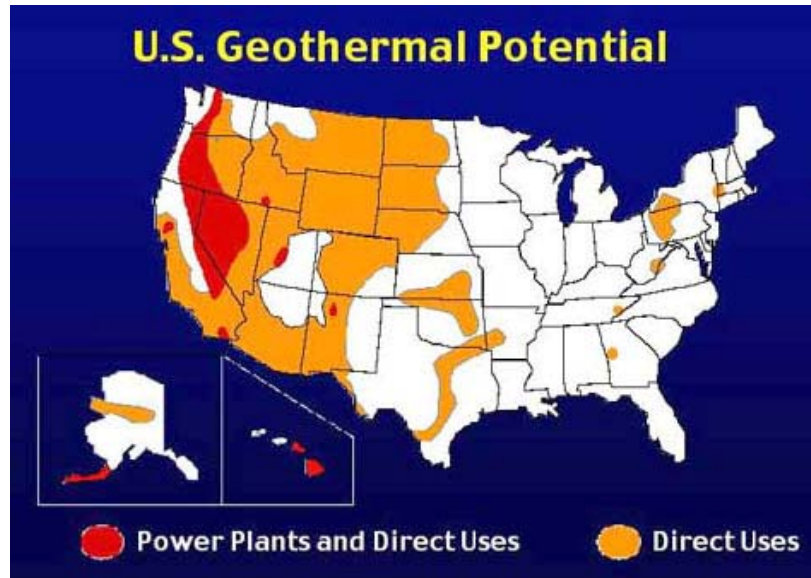 U.S. Geothermal Potential
Power Plants and Direct Uses
Direct Uses